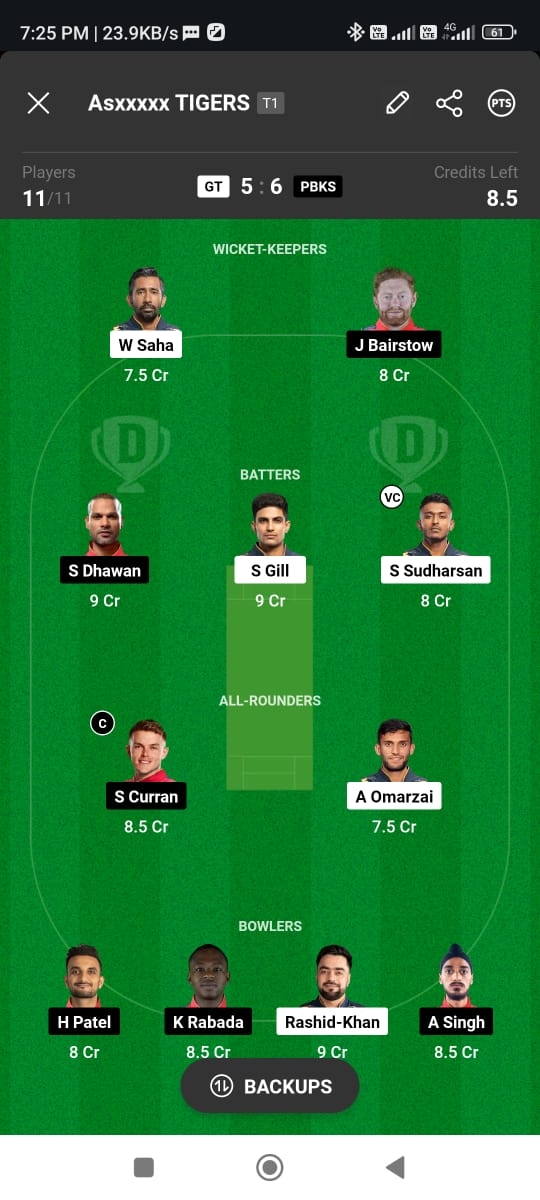 7:25 PM | 23.9KB/s
Vo LTE Vo LTE 4G 61
Asxxxxx TIGERS T1 PTS
Players Credits Left
11/11 GT 5 : 6 PBKS 8.5
WICKET-KEEPERS
W Saha J Bairstow
7.5 Cr 8 Cr
D D
BATTERS
VC
S Dhawan S Gill S Sudharsan
9 Cr 9 Cr 8 Cr
ALL-ROUNDERS
C
S Curran A Omarzai
8.5 Cr 7.5 Cr
BOWLERS
H Patel K Rabada Rashid-Khan A Singh
8 Cr 8.5 Cr 9 Cr 8.5 Cr
BACKUPS